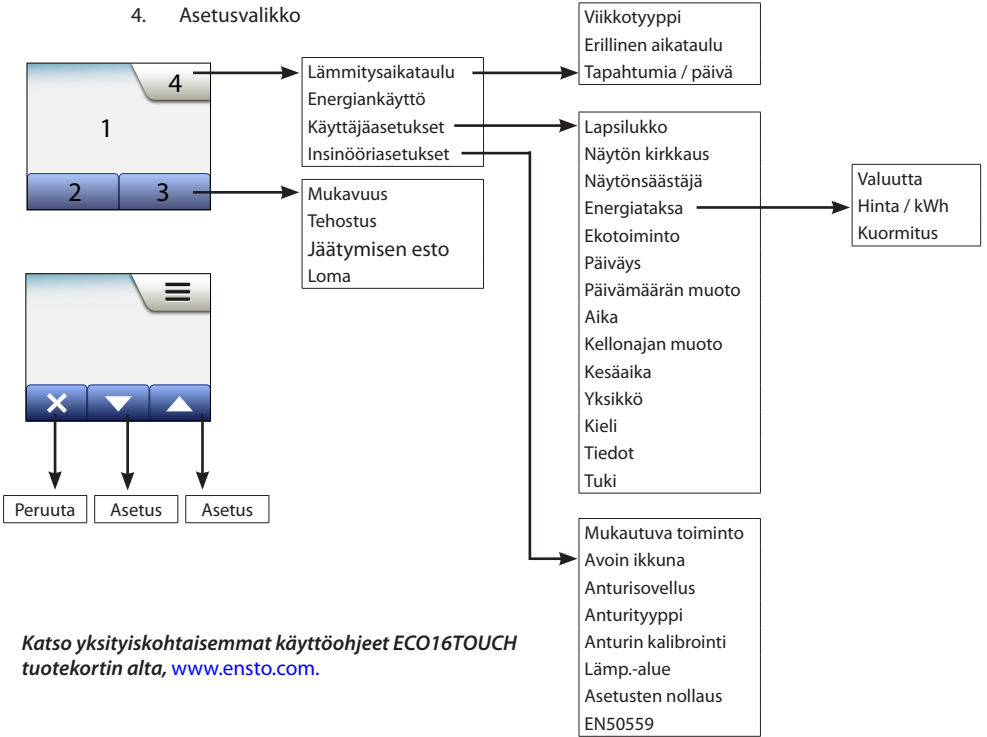 4. Asetusvalikko
4
1
2
3
Lämmitysaikataulu
Energiankäyttö
Käyttäjäasetukset
Insinööriasetukset
Mukavuus
Tehostus
Jäätymisen esto
Loma
Viikkotyyppi
Erillinen aikataulu
Tapahtumia / päivä
Lapsilukko
Näytön kirkkaus
Näytönsäästäjä
Energiataksa
Ekotoiminto
Päiväys
Päivämäärän muoto
Aika
Kellonajan muoto
Kesäaika
Yksikkö
Kieli
Tiedot
Tuki
Valuutta
Hinta / kWh
Kuormitus
Peruuta
Asetus
Asetus
Mukautuva toiminto
Avoin ikkuna
Anturisovellus
Anturityyppi
Anturin kalibrointi
Lämp.-alue
Asetusten nollaus
EN50559
Katso yksityiskohtaisemmat käyttöohjeet ECO16TOUCH
tuotekortin alta, www.ensto.com.